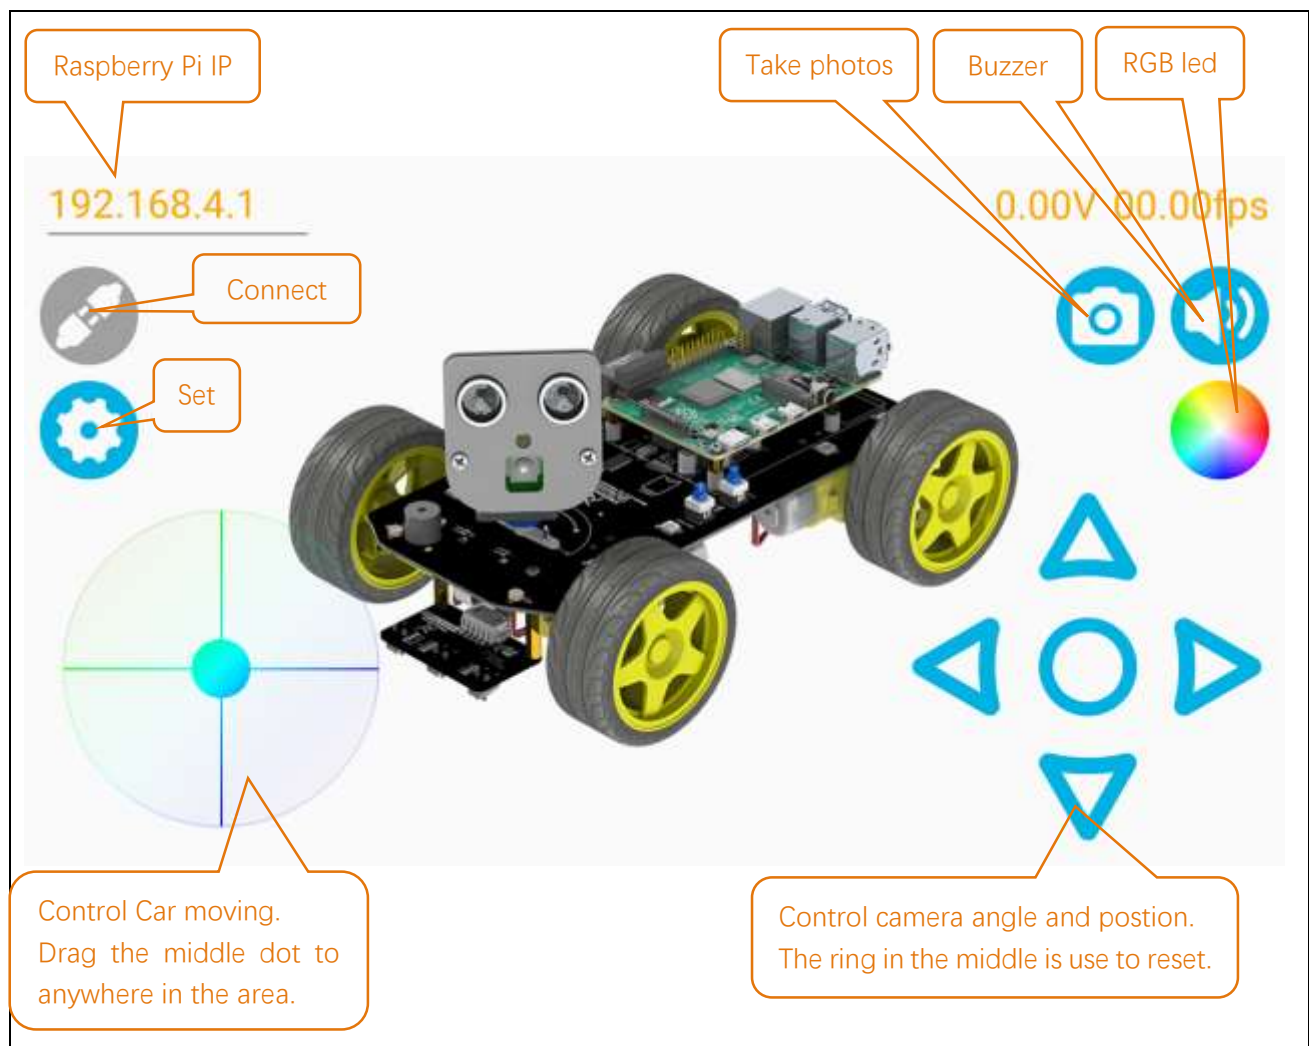 Raspberry Pi IP
Take photos
Buzzer
RGB led
192.168.4.1
0.00V 00.00fps
Connect
Set
Control Car moving.
Drag the middle dot to
anywhere in the area.
Control camera angle and postion.
The ring in the middle is use to reset.